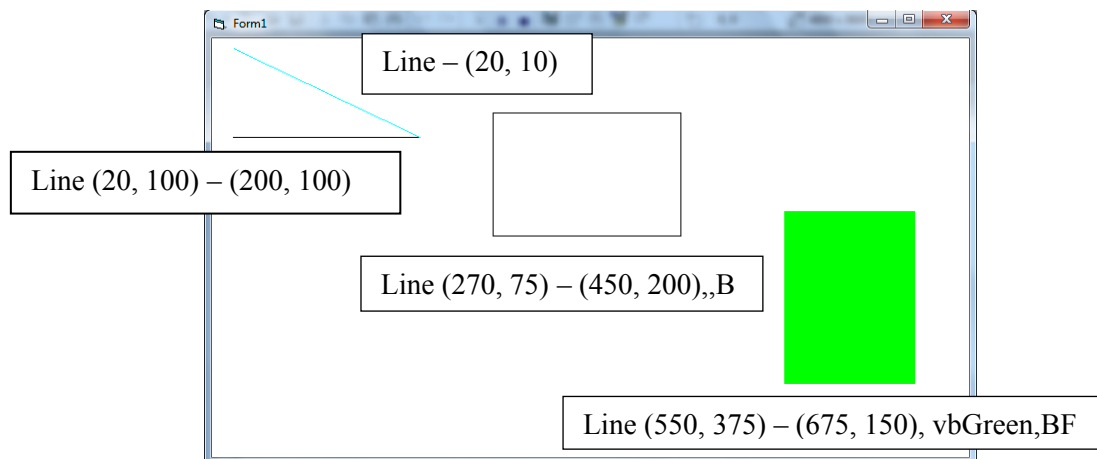 Form1
Line – (20, 10)
Line (20, 100) – (200, 100)
Line (270, 75) – (450, 200),,B
Line (550, 375) – (675, 150), vbGreen,BF